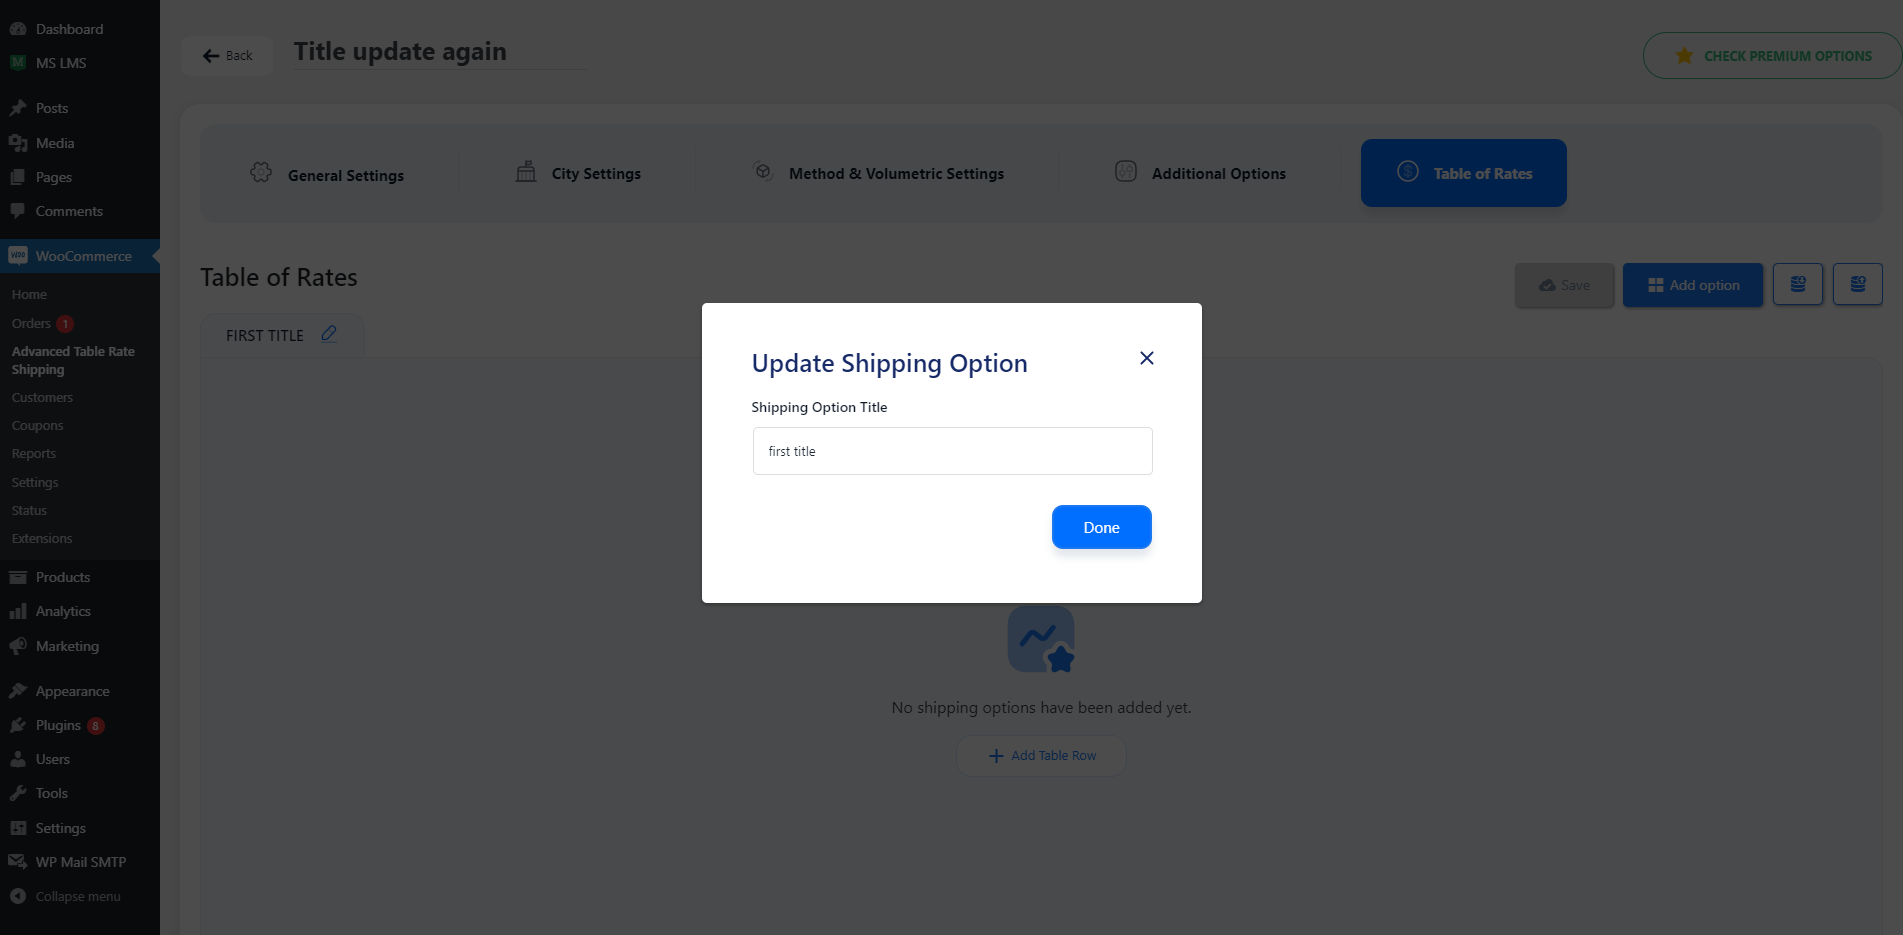 Dashboard
MS LMS
Posts
Media
Pages
Comments
WooCommerce
Home
Orders 1
Advanced Table Rate
Shipping
Customers
Coupons
Reports
Settings
Status
Extensions
Products
Analytics
Marketing
Appearance
Plugins 8
Users
Tools
Settings
WP Mail SMTP
Collapse menu
Back
Title update again
CHECK PREMIUM OPTIONS
General Settings
City Settings
Method & Volumetric Settings
Additional Options
Table of Rates
Table of Rates
Save
Add option
FIRST TITLE
Update Shipping Option
Shipping Option Title
first title
Done
No shipping options have been added yet.
Add Table Row